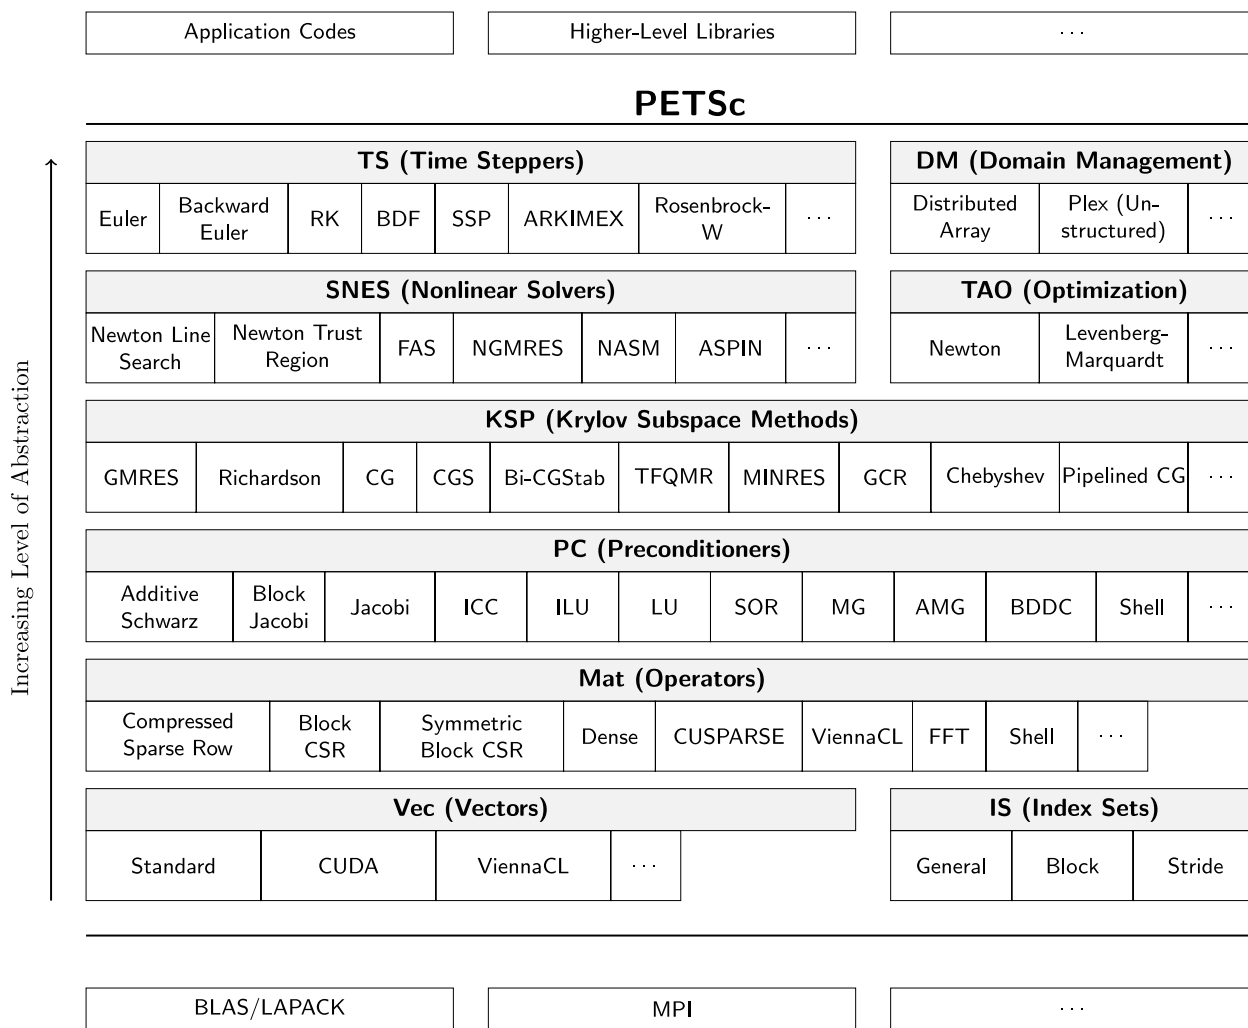 Application Codes
Higher-Level Libraries
· · ·
PETSc
Increasing Level of Abstraction
TS (Time Steppers)
Euler
Backward
Euler
RK
BDF
SSP
ARKIMEX
Rosenbrock-
W
· · ·
DM (Domain Management)
Distributed
Array
Plex (Un-
structured)
· · ·
SNES (Nonlinear Solvers)
Newton Line
Search
Newton Trust
Region
FAS
NGMRES
NASM
ASPIN
· · ·
TAO (Optimization)
Newton
Levenberg-
Marquardt
· · ·
KSP (Krylov Subspace Methods)
GMRES
Richardson
CG
CGS
Bi-CGStab
TFQMR
MINRES
GCR
Chebyshev
Pipelined CG
· · ·
PC (Preconditioners)
Additive
Schwarz
Block
Jacobi
Jacobi
ICC
ILU
LU
SOR
MG
AMG
BDDC
Shell
· · ·
Mat (Operators)
Compressed
Sparse Row
Block
CSR
Symmetric
Block CSR
Dense
CUSPARSE
ViennaCL
FFT
Shell
· · ·
Vec (Vectors)
Standard
CUDA
ViennaCL
· · ·
IS (Index Sets)
General
Block
Stride
BLAS/LAPACK
MPI
· · ·